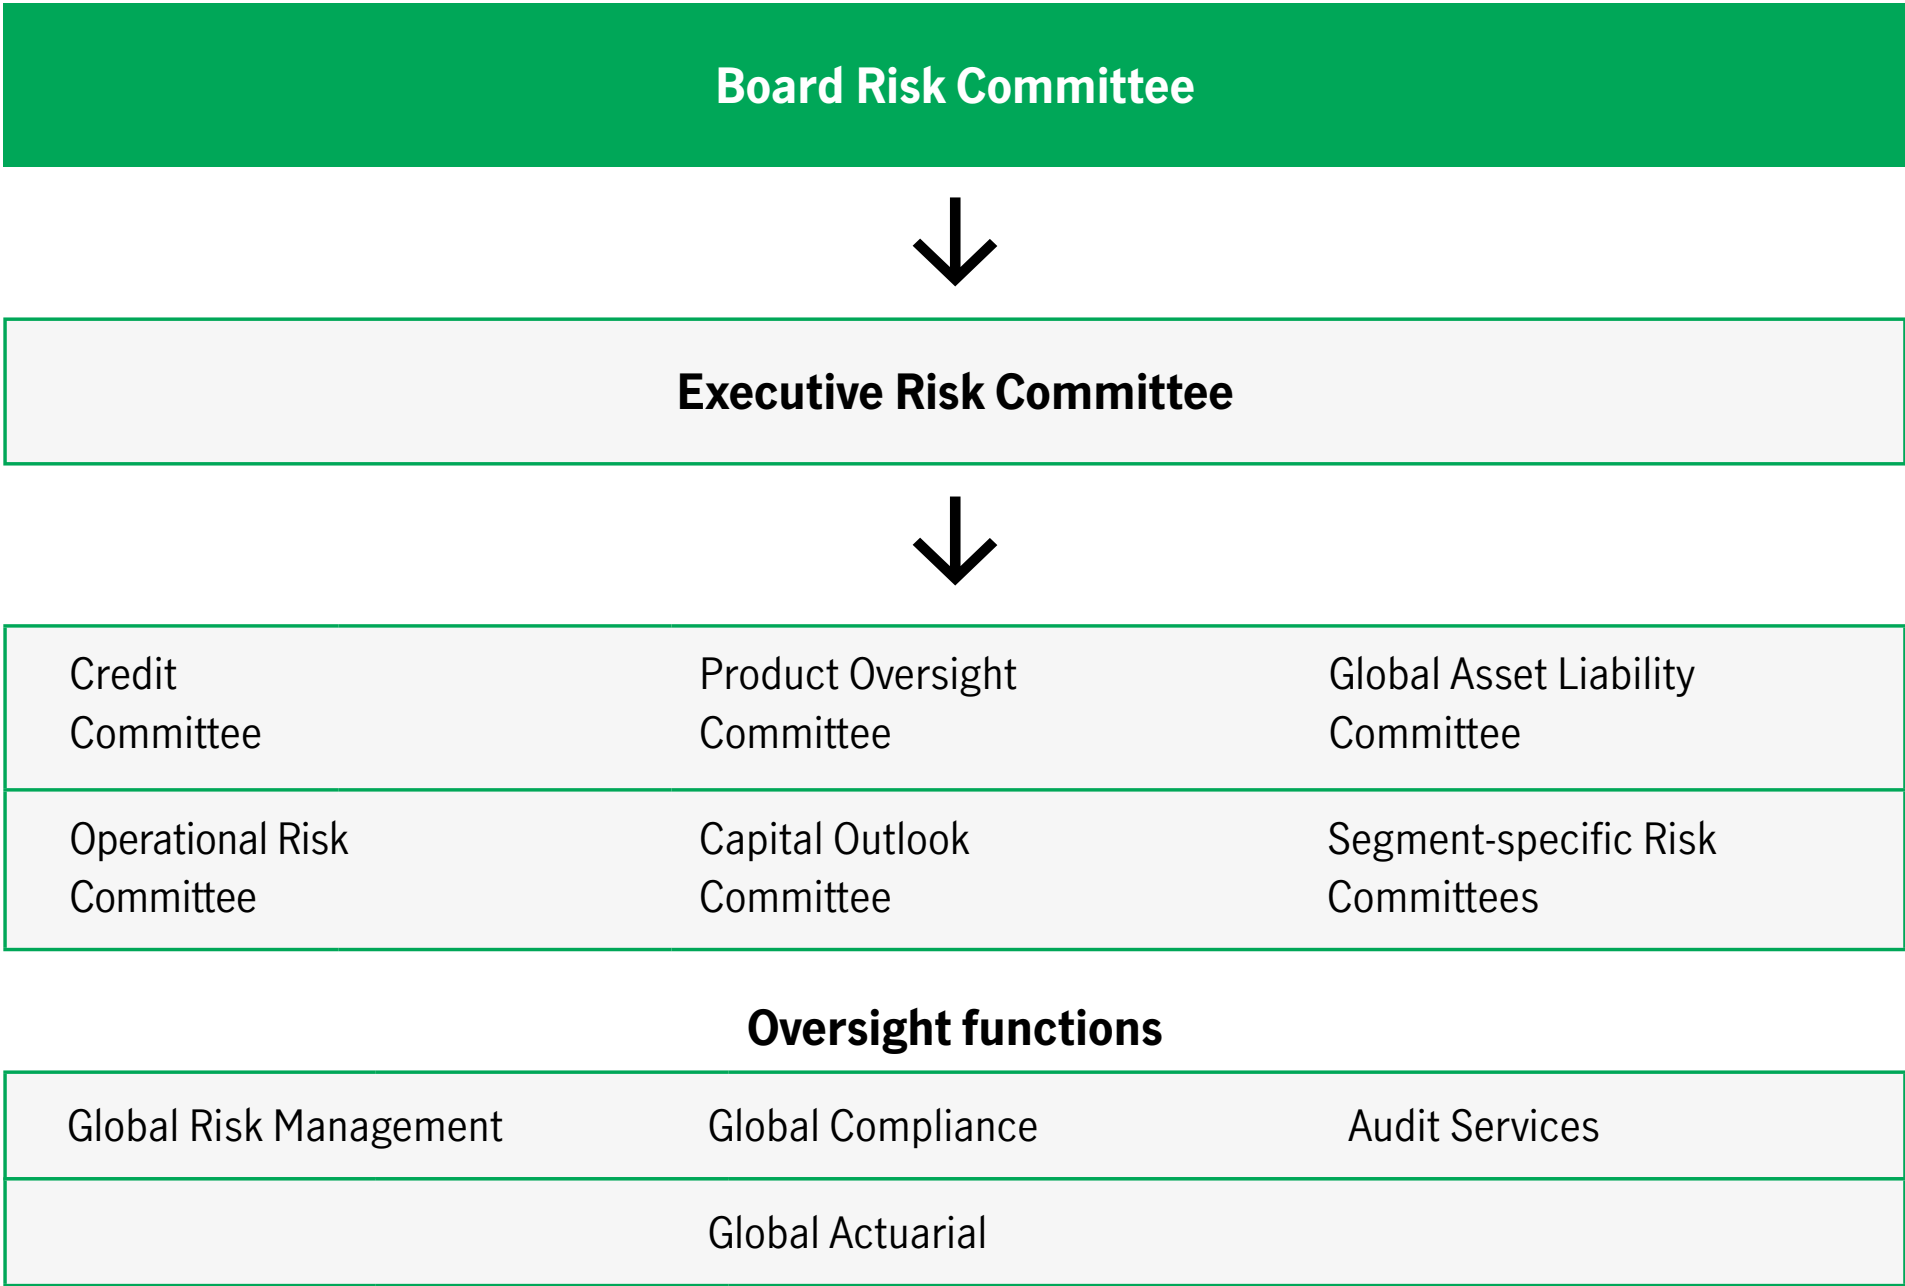 Board Risk Committee
Executive Risk Committee
Credit
Committee
Product Oversight
Committee
Global Asset Liability
Committee
Operational Risk
Committee
Capital Outlook
Committee
Segment-specific Risk
Committees
Oversight functions
Global Risk Management
Global Compliance
Audit Services
Global Actuarial